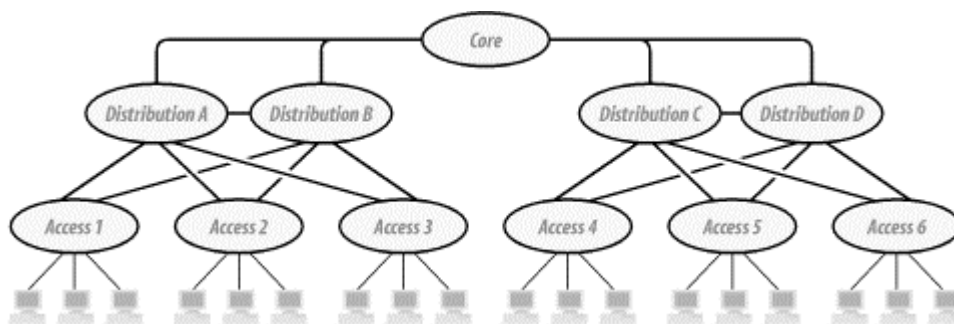 Core
Distribution A
Distribution B
Distribution C
Distribution D
Access 1
Access 2
Access 3
Access 4
Access 5
Access 6